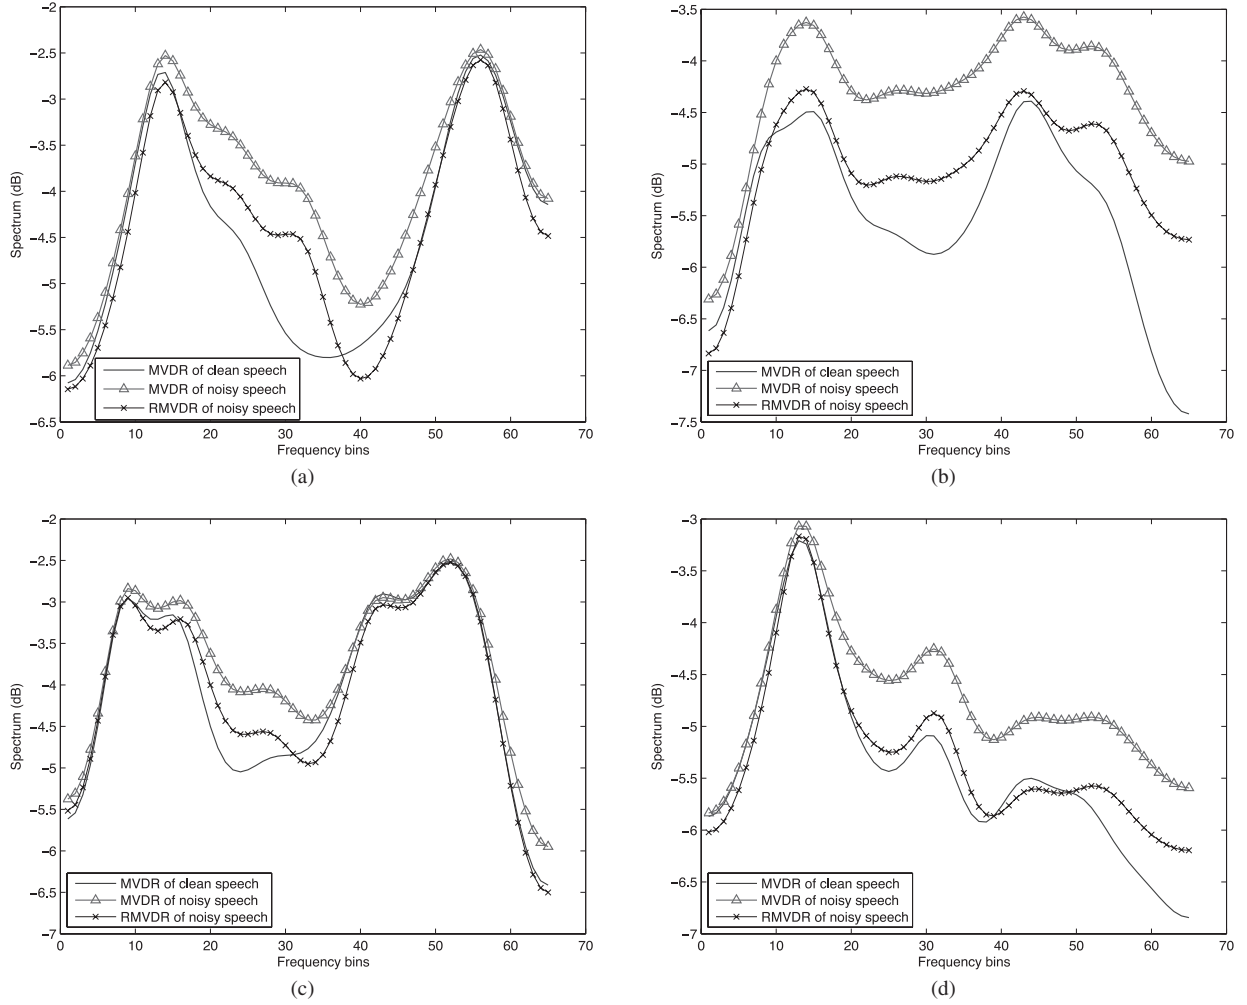 −2
−2.5
−3
−3.5
−4
−4.5
−5
−5.5
−6
−6.5
Spectrum (dB)
MVDR of clean speech
MVDR of noisy speech
RMVDR of noisy speech
0 10 20 30 40 50 60 70
Frequency bins
(a)
−3.5
−4
−4.5
−5
−5.5
−6
−6.5
−7
−7.5
Spectrum (dB)
MVDR of clean speech
MVDR of noisy speech
RMVDR of noisy speech
0 10 20 30 40 50 60 70
Frequency bins
(b)
−2
−2.5
−3
−3.5
−4
−4.5
−5
−5.5
−6
−6.5
−7
Spectrum (dB)
MVDR of clean speech
MVDR of noisy speech
RMVDR of noisy speech
0 10 20 30 40 50 60 70
Frequency bins
(c)
−3
−3.5
−4
−4.5
−5
−5.5
−6
−6.5
−7
Spectrum (dB)
MVDR of clean speech
MVDR of noisy speech
RMVDR of noisy speech
0 10 20 30 40 50 60 70
Frequency bins
(d)